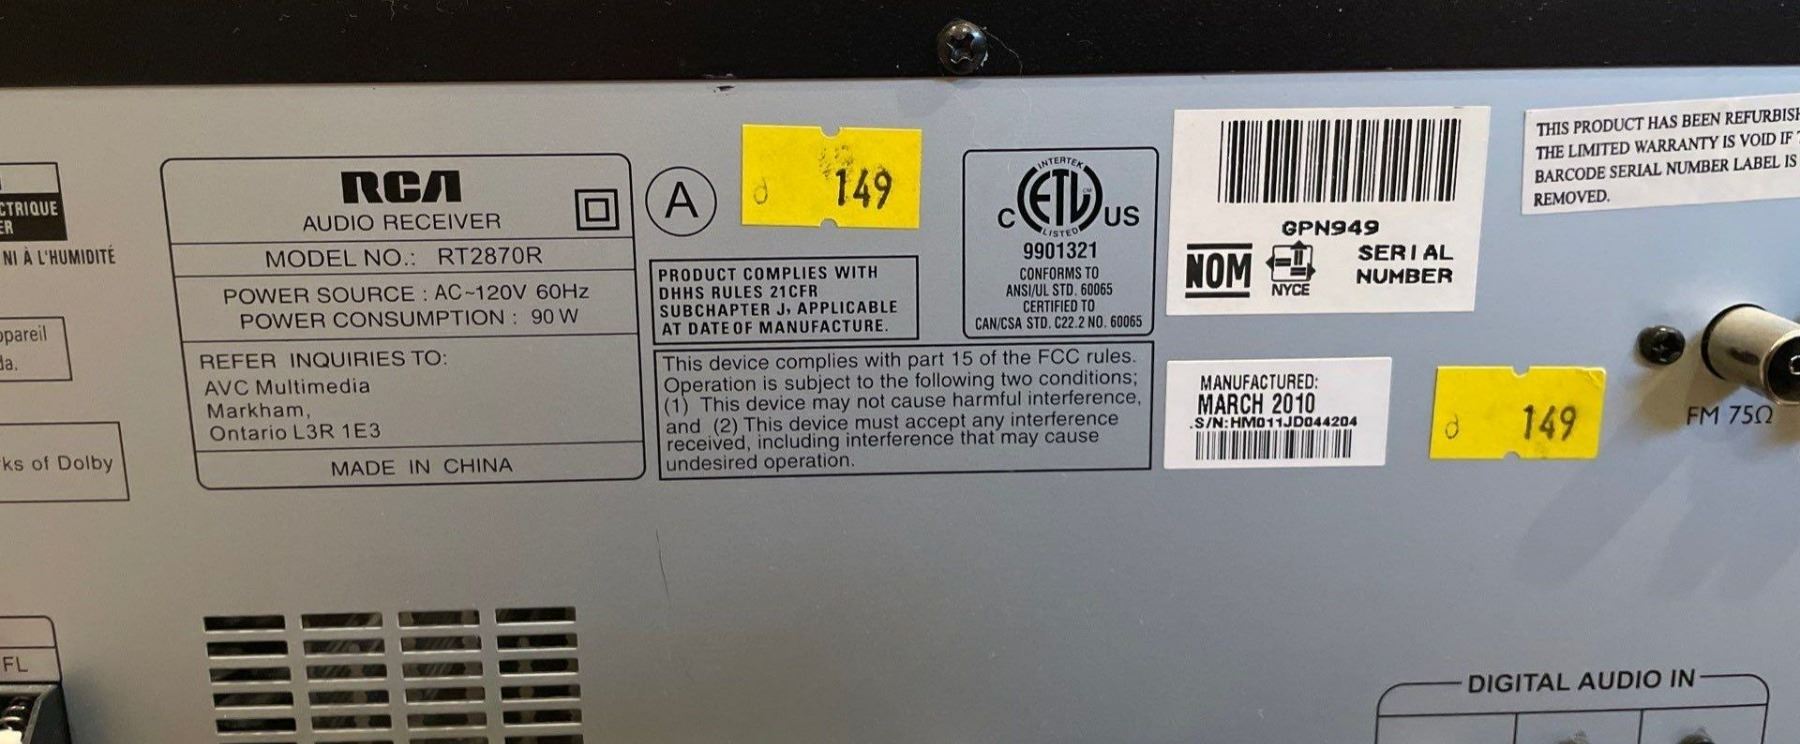 CTRIQUE
ER
NI À L'HUMIDITÉ
ppareil
da.
ks of Dolby
FL
RCA
AUDIO RECEIVER
MODEL NO.: RT2870R
POWER SOURCE : AC~120V 60Hz
POWER CONSUMPTION : 90 W
REFER INQUIRIES TO:
AVC Multimedia
Markham,
Ontario L3R 1E3
MADE IN CHINA
A
d 149
PRODUCT COMPLIES WITH
DHHS RULES 21CFR
SUBCHAPTER J, APPLICABLE
AT DATE OF MANUFACTURE.
This device complies with part 15 of the FCC rules.
Operation is subject to the following two conditions;
(1) This device may not cause harmful interference,
and (2) This device must accept any interference
received, including interference that may cause
undesired operation.
INTERTEK
C ETL CM US
LISTED
9901321
CONFORMS TO
ANSI/UL STD. 60065
CERTIFIED TO
CAN/CSA STD. C22.2 NO. 60065
GPN949
NOM NYCE SERIAL
NUMBER
MANUFACTURED:
MARCH 2010
.S/N:HM011JD044204
d 149
THIS PRODUCT HAS BEEN REFURBISH
THE LIMITED WARRANTY IS VOID IF
BARCODE SERIAL NUMBER LABEL IS
REMOVED.
FM 75Ω
DIGITAL AUDIO IN